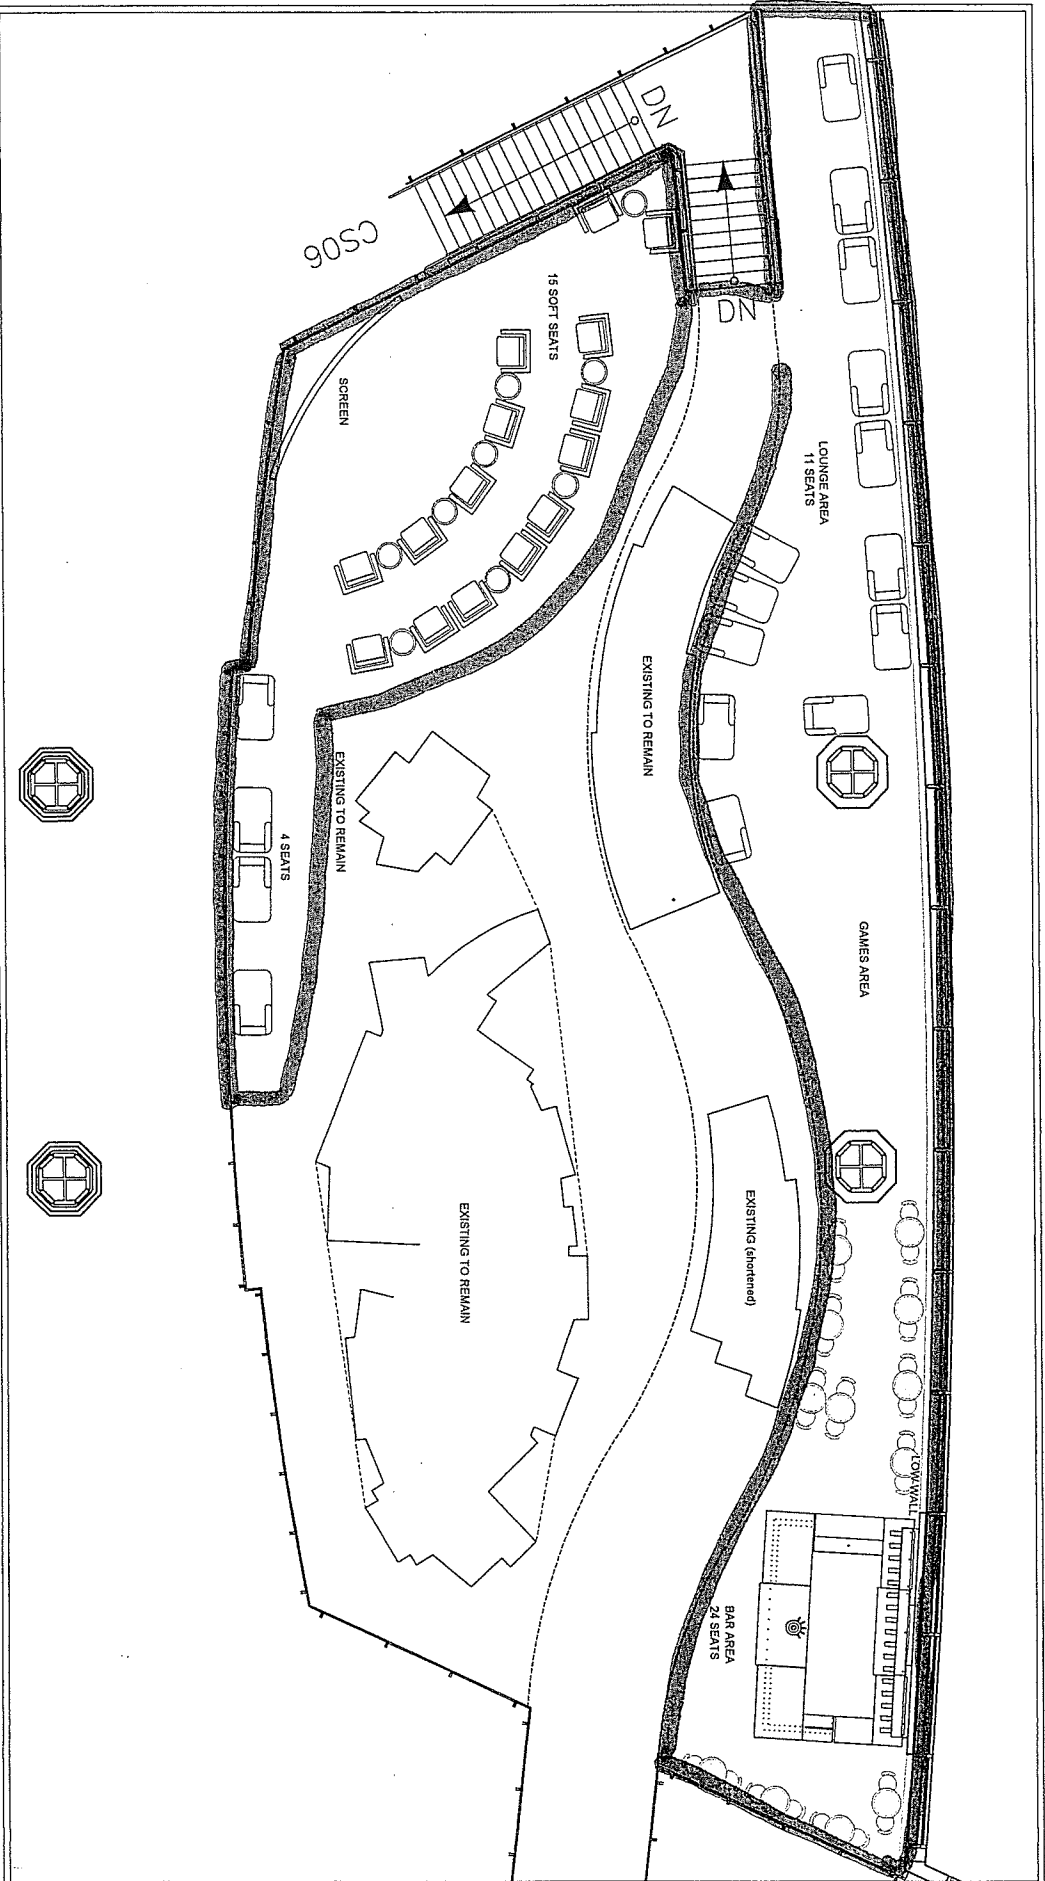 DN
CS06
DN
15 SOFT SEATS
SCREEN
LOUNGE AREA
11 SEATS
EXISTING TO REMAIN
EXISTING TO REMAIN
4 SEATS
GAMES AREA
EXISTING TO REMAIN
EXISTING (shortened)
LOW WALL
BAR AREA
24 SEATS